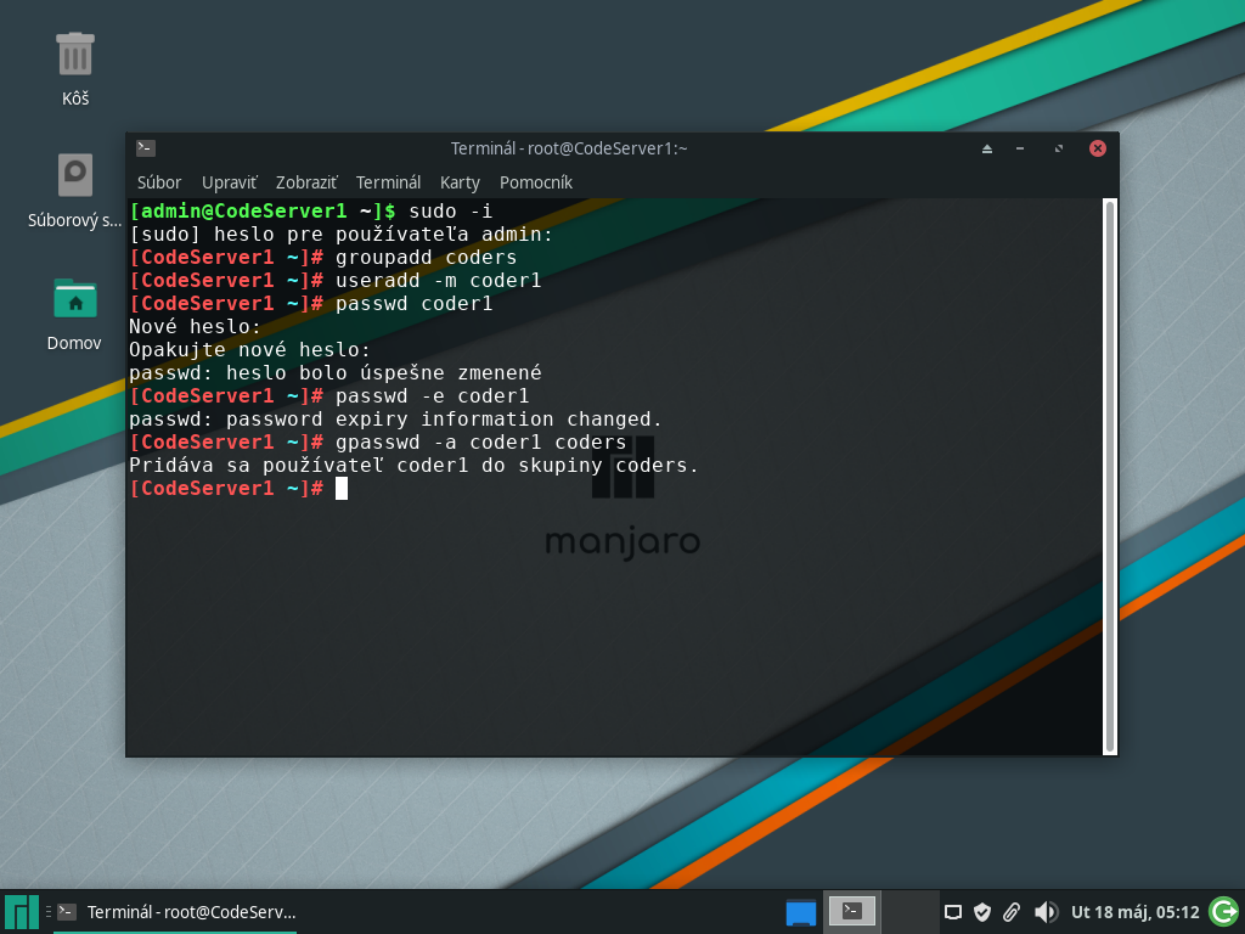 Kôš
Súborový s...
Domov
Terminál - root@CodeServer1:~
Súbor Upraviť Zobraziť Terminál Karty Pomocník
[admin@CodeServer1 ~]$ sudo -i
[sudo] heslo pre používateľa admin:
[CodeServer1 ~]# groupadd coders
[CodeServer1 ~]# useradd -m coder1
[CodeServer1 ~]# passwd coder1
Nové heslo:
Opakujte nové heslo:
passwd: heslo bolo úspešne zmenené
[CodeServer1 ~]# passwd -e coder1
passwd: password expiry information changed.
[CodeServer1 ~]# gpasswd -a coder1 coders
Pridáva sa používateľ coder1 do skupiny coders.
[CodeServer1 ~]#
manjaro
Terminál - root@CodeServ...
Ut 18 máj, 05:12